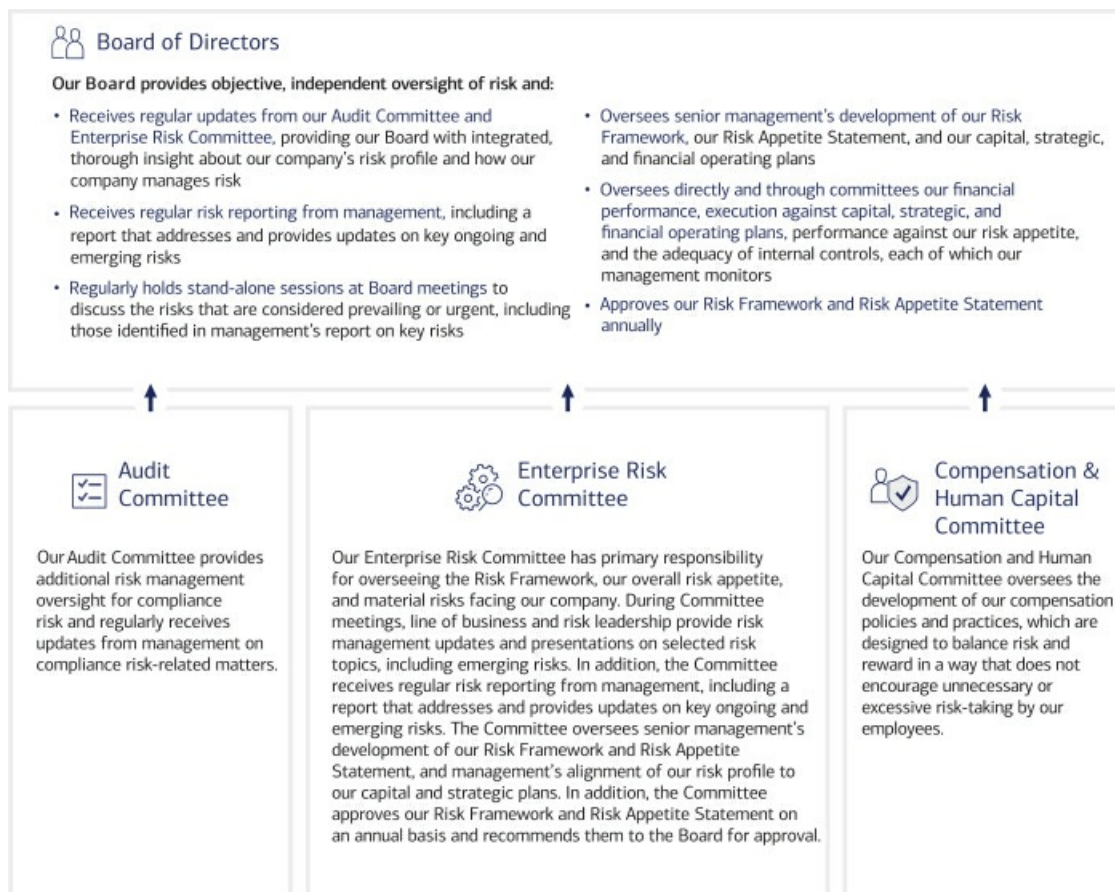 Board of Directors
Our Board provides objective, independent oversight of risk and:
• Receives regular updates from our Audit Committee and
Enterprise Risk Committee, providing our Board with integrated,
thorough insight about our company's risk profile and how our
company manages risk
• Receives regular risk reporting from management, including a
report that addresses and provides updates on key ongoing and
emerging risks
• Regularly holds stand-alone sessions at Board meetings to
discuss the risks that are considered prevailing or urgent, including
those identified in management's report on key risks
• Oversees senior management's development of our Risk
Framework, our Risk Appetite Statement, and our capital, strategic,
and financial operating plans
• Oversees directly and through committees our financial
performance, execution against capital, strategic, and
financial operating plans, performance against our risk appetite,
and the adequacy of internal controls, each of which our
management monitors
• Approves our Risk Framework and Risk Appetite Statement
annually
Audit
Committee
Our Audit Committee provides
additional risk management
oversight for compliance
risk and regularly receives
updates from management on
compliance risk-related matters.
Enterprise Risk
Committee
Our Enterprise Risk Committee has primary responsibility
for overseeing the Risk Framework, our overall risk appetite,
and material risks facing our company. During Committee
meetings, line of business and risk leadership provide risk
management updates and presentations on selected risk
topics, including emerging risks. In addition, the Committee
receives regular risk reporting from management, including a
report that addresses and provides updates on key ongoing and
emerging risks. The Committee oversees senior management's
development of our Risk Framework and Risk Appetite
Statement, and management's alignment of our risk profile to
our capital and strategic plans. In addition, the Committee
approves our Risk Framework and Risk Appetite Statement on
an annual basis and recommends them to the Board for approval.
Compensation &
Human Capital
Committee
Our Compensation and Human
Capital Committee oversees the
development of our compensation
policies and practices, which are
designed to balance risk and
reward in a way that does not
encourage unnecessary or
excessive risk-taking by our
employees.